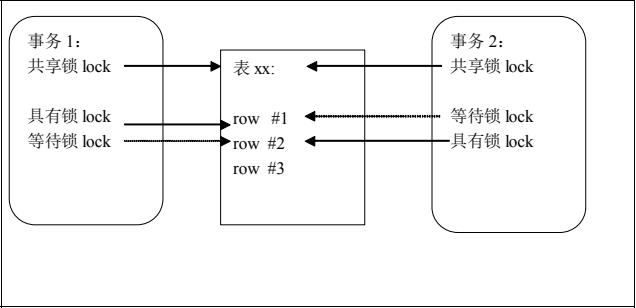 事务 1：
共享锁 lock
具有锁 lock
等待锁 lock
表 xx:
row #1
row #2
row #3
事务 2：
共享锁 lock
等待锁 lock
具有锁 lock